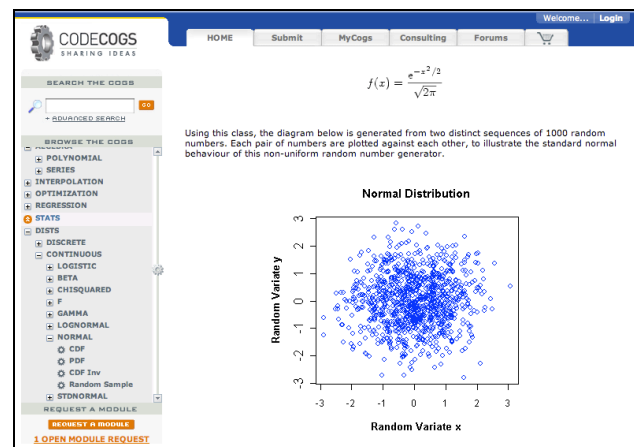 Welcome... | Login
CODECOGS
SHARING IDEAS
HOME Submit MyCogs Consulting Forums
SEARCH THE COGS
GO
+ ADVANCED SEARCH
BROWSE THE COGS
ALGEBRA
POLYNOMIAL
SERIES
INTERPOLATION
OPTIMIZATION
REGRESSION
STATS
DISTS
DISCRETE
CONTINUOUS
LOGISTIC
BETA
CHISQUARED
F
GAMMA
LOGNORMAL
NORMAL
CDF
PDF
CDF Inv
Random Sample
STDNORMAL
REQUEST A MODULE
REQUEST A MODULE
1 OPEN MODULE REQUEST
f(x) = e^{-x^2/2} / √(2π)
Using this class, the diagram below is generated from two distinct sequences of 1000 random
numbers. Each pair of numbers are plotted against each other, to illustrate the standard normal
behaviour of this non-uniform random number generator.
Normal Distribution
Random Variate y
3
2
1
0
-1
-2
-3
-3 -2 -1 0 1 2 3
Random Variate x